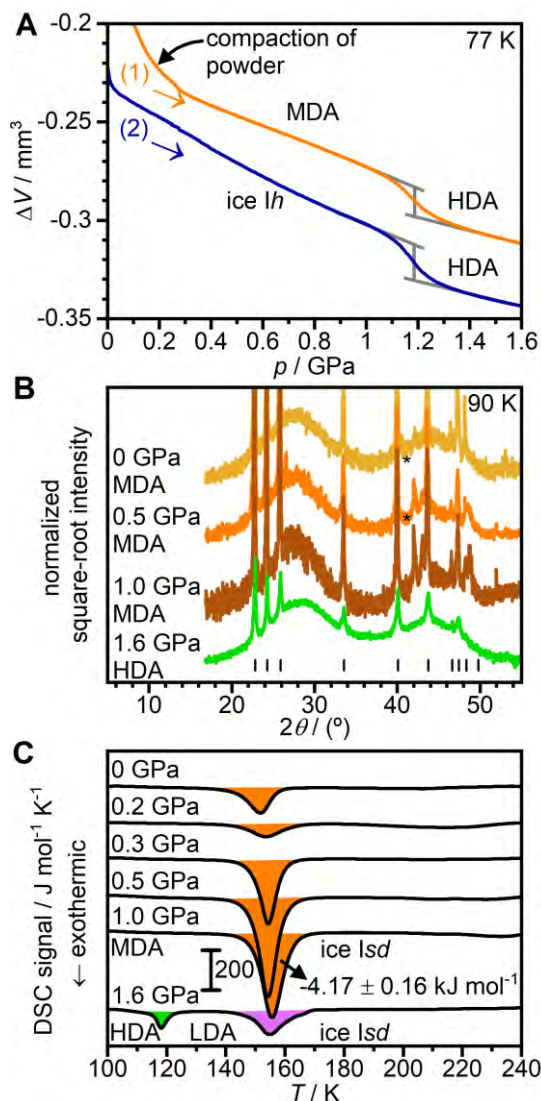 A
77 K
compaction of
powder
(1)
MDA
(2)
ice Ih
HDA
HDA
ΔV / mm³
-0.2
-0.25
-0.3
-0.35
0 0.2 0.4 0.6 0.8 1 1.2 1.4 1.6
p / GPa
B
90 K
normalized
square-root intensity
0 GPa
MDA
*
0.5 GPa
MDA
*
1.0 GPa
MDA
1.6 GPa
HDA
10 20 30 40 50
2θ / (º)
C
DSC signal / J mol⁻¹ K⁻¹
← exothermic
0 GPa
0.2 GPa
0.3 GPa
0.5 GPa
1.0 GPa
MDA
ice Isd
200
-4.17 ± 0.16 kJ mol⁻¹
1.6 GPa
HDA LDA ice Isd
100 120 140 160 180 200 220 240
T / K